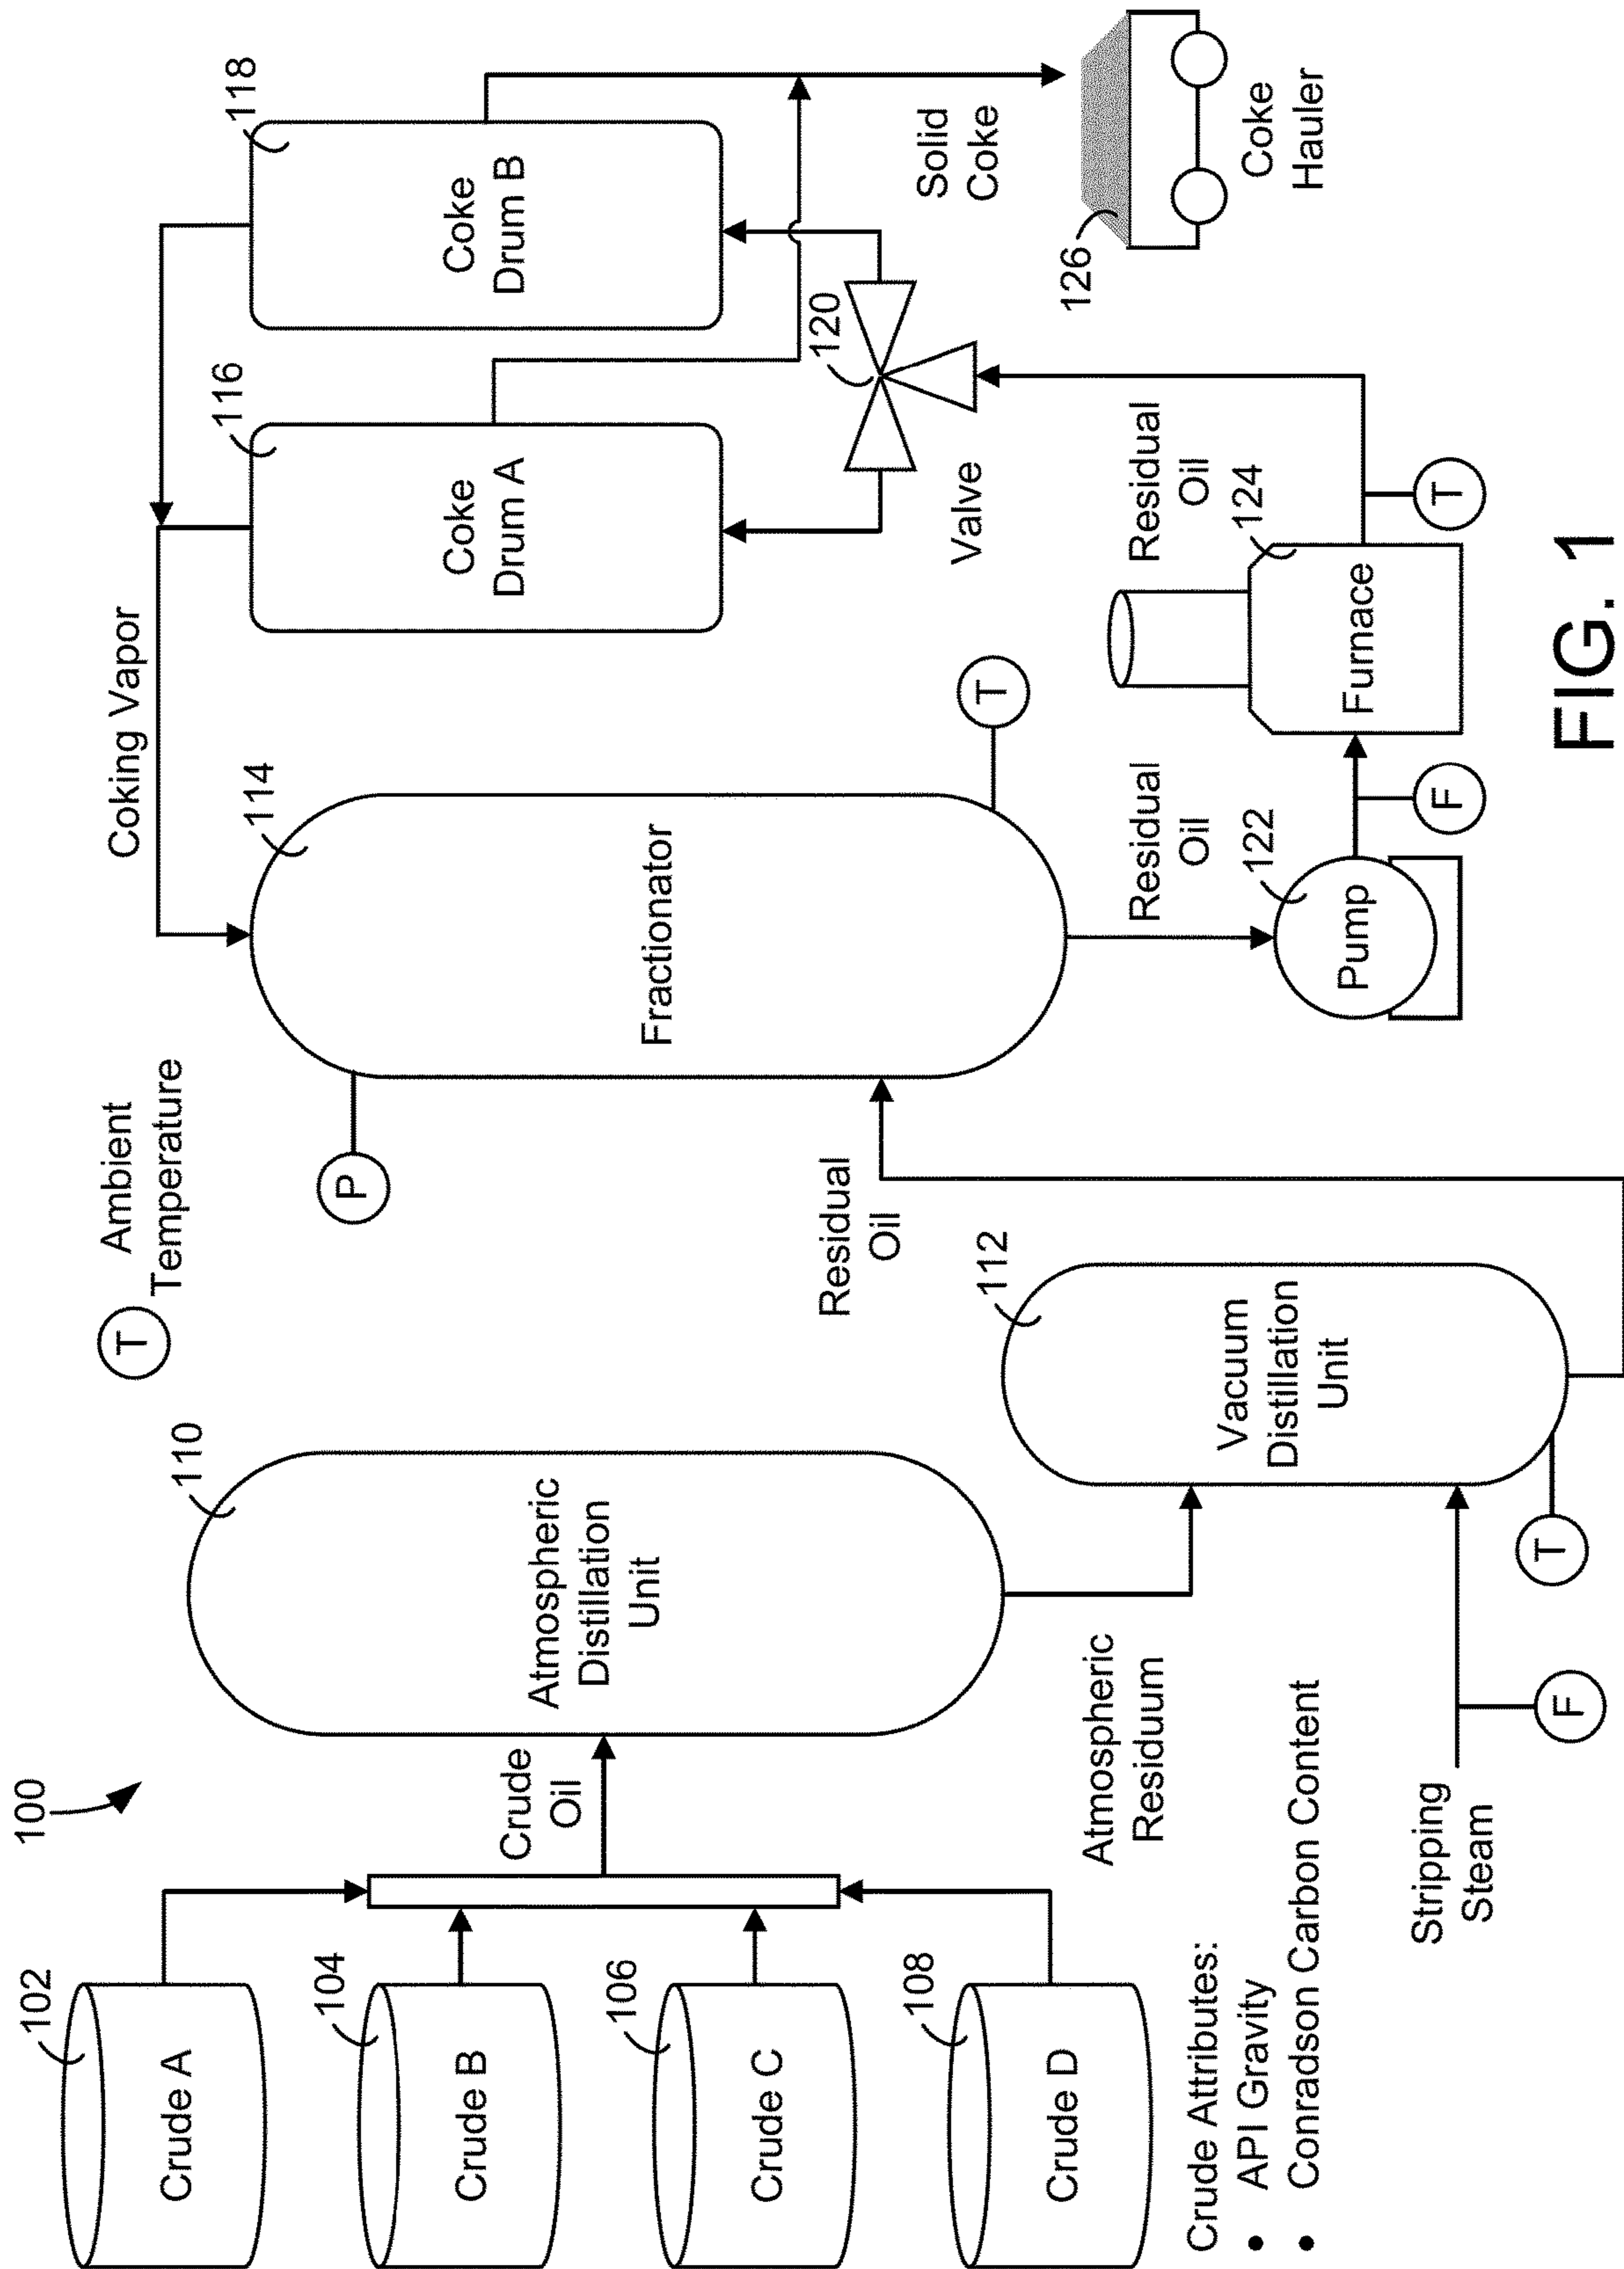 100
102
Crude A
104
Crude B
106
Crude C
108
Crude D
Crude Attributes:
• API Gravity
• Conradson Carbon Content
Crude
Oil
110
Atmospheric
Distillation
Unit
Atmospheric
Residuum
Stripping
Steam
F
T
112
Vacuum
Distillation
Unit
T
Ambient
Temperature
P
Residual
Oil
114
Fractionator
T
Coking Vapor
Residual
Oil
122
Pump
F
124
Furnace
T
Residual
Oil
Valve
120
116
Coke
Drum A
118
Coke
Drum B
Solid
Coke
126
Coke
Hauler
FIG. 1